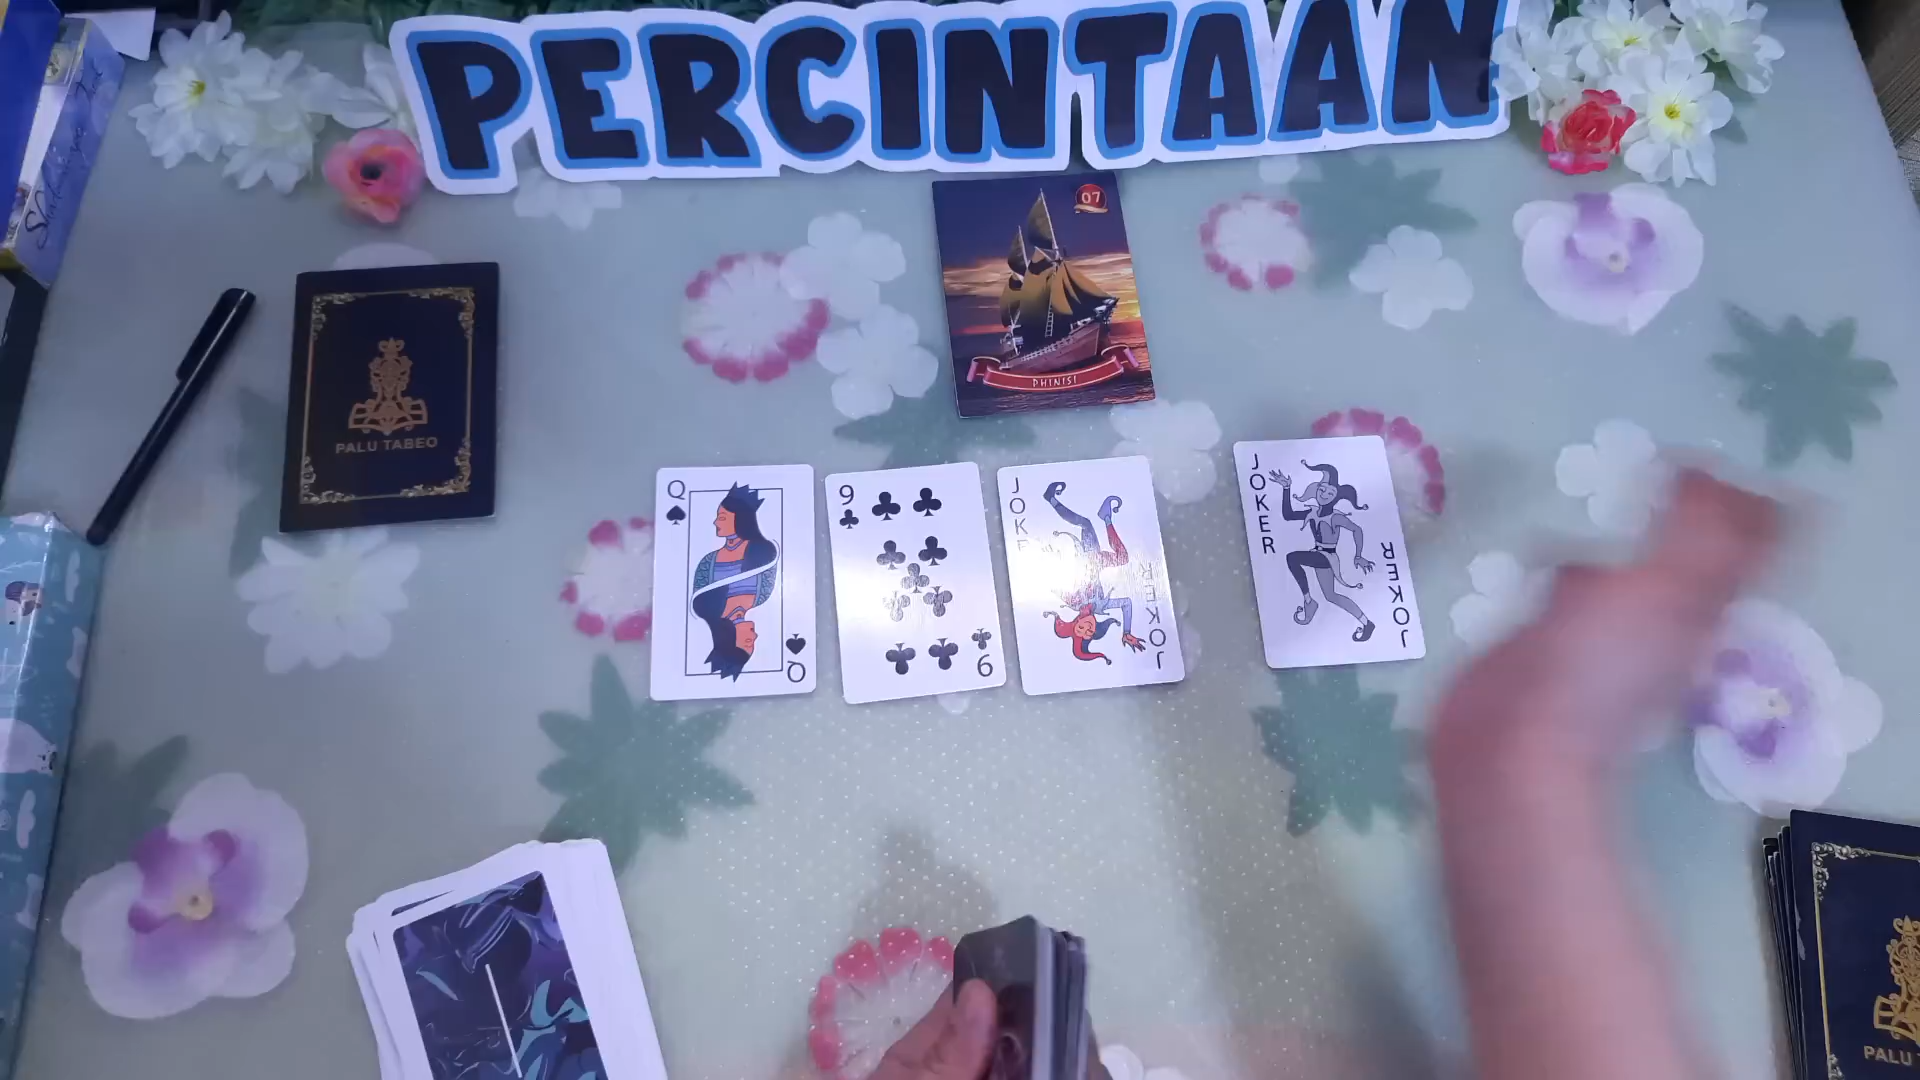 PERCINTAAN
07
PHINISI
PALU TABEO
Q
Q
9
9
JOKER
JOKER
JOKER
JOKER
PALU